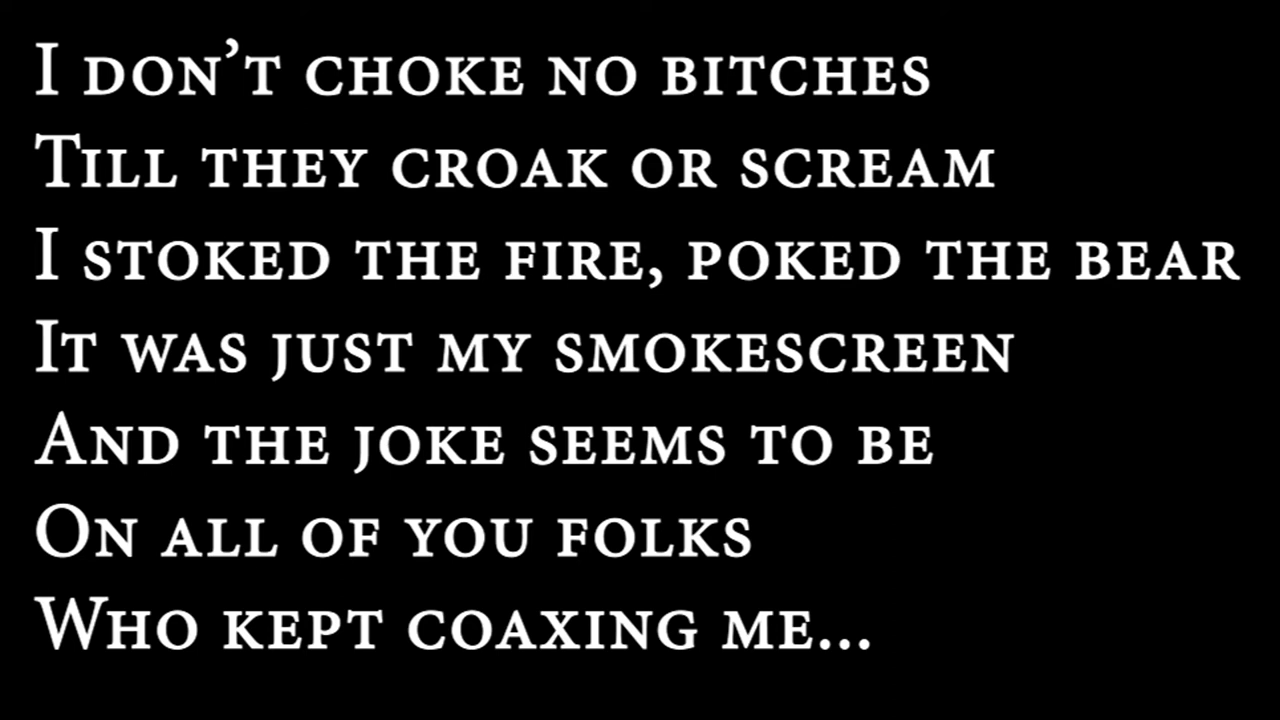 I don’t choke no bitches
Till they croak or scream
I stoked the fire, poked the bear
It was just my smokescreen
And the joke seems to be
On all of you folks
Who kept coaxing me...